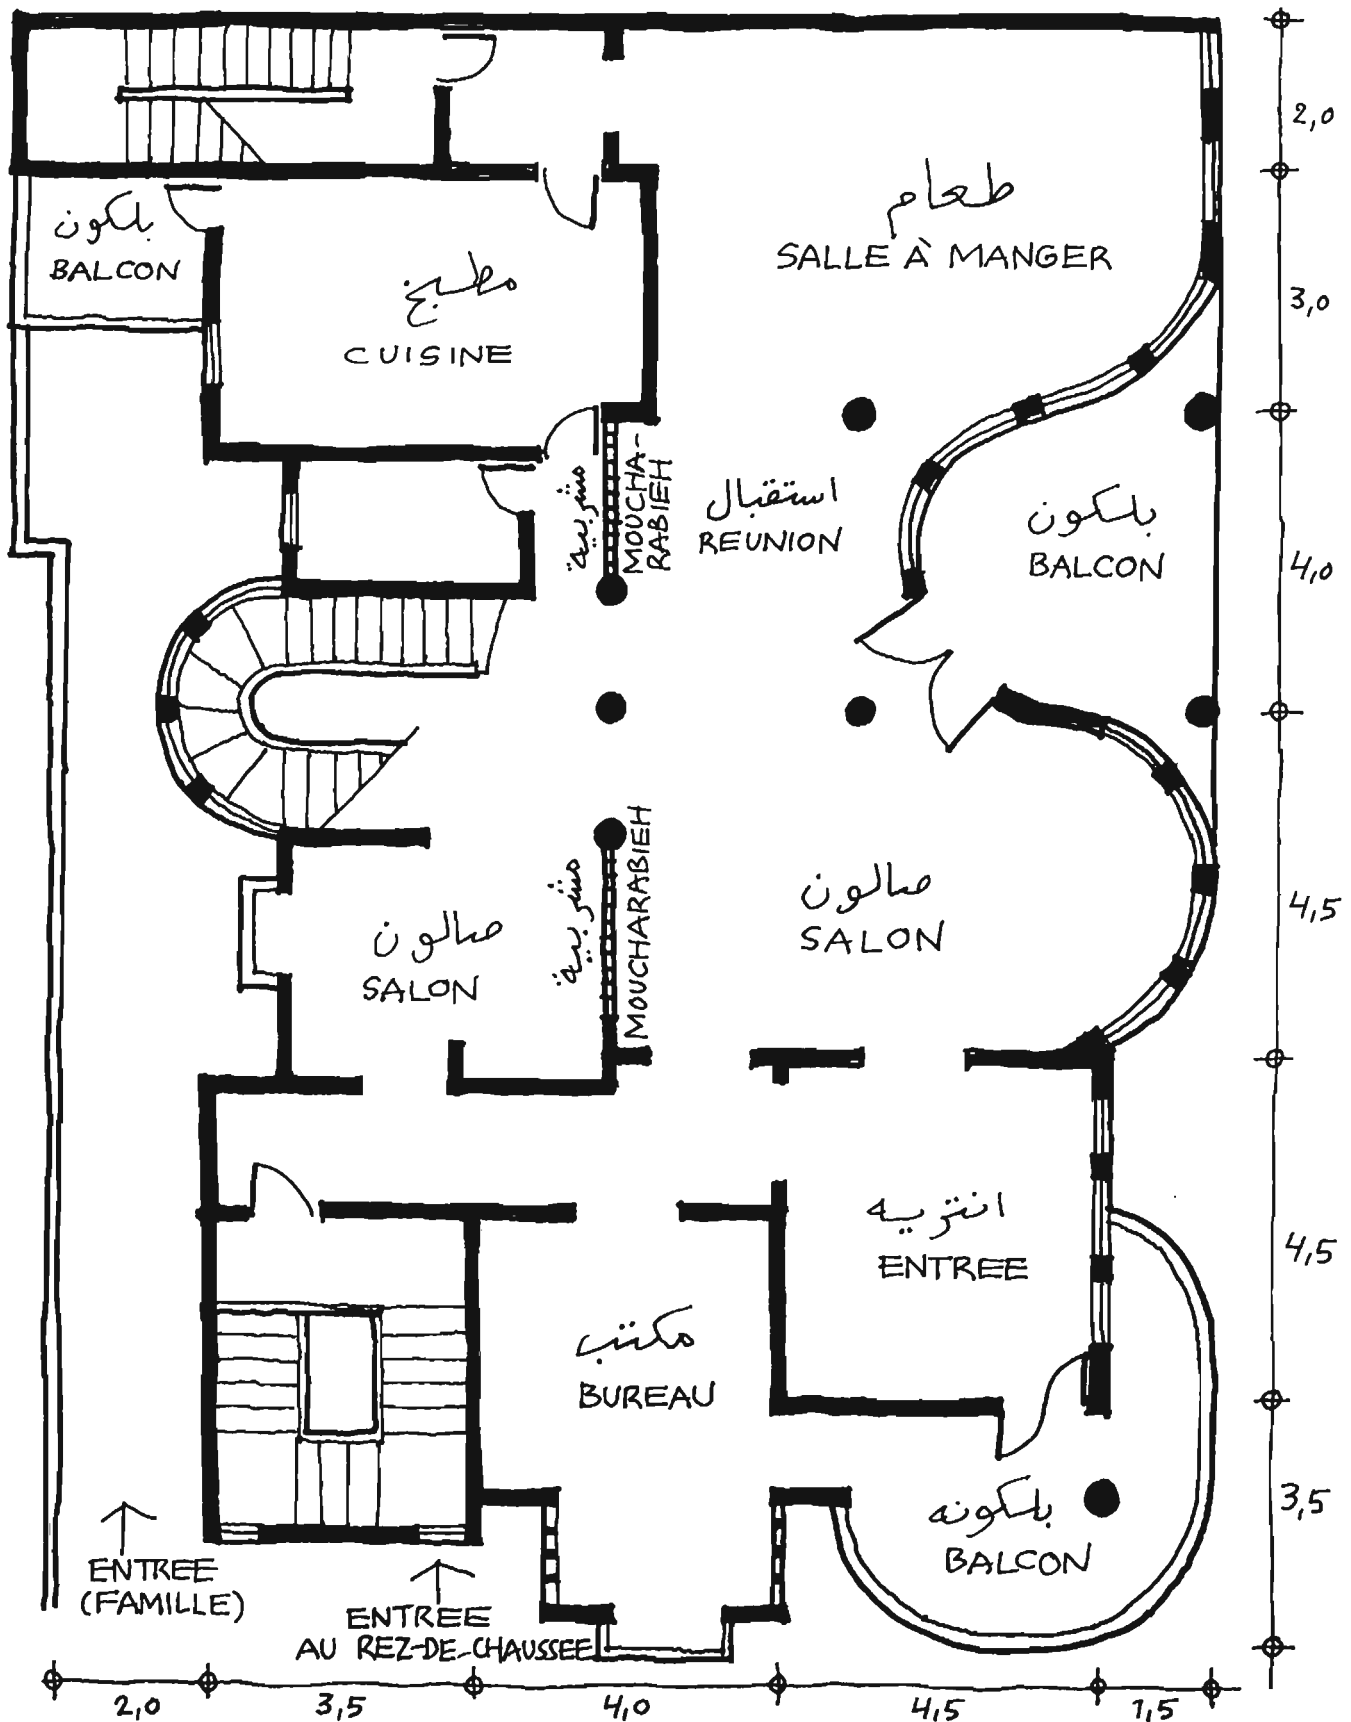 2,0
طعام
SALLE À MANGER
بلكون
BALCON
مطبخ
CUISINE
3,0
مشربية
MOUCHA-
RABIEH
استقبال
REUNION
بلكون
BALCON
4,0
مشربية
MOUCHARABIEH
صالون
SALON
صالون
SALON
4,5
انتريه
ENTREE
4,5
مكتب
BUREAU
بلكونه
BALCON
3,5
ENTREE
(FAMILLE)
ENTREE
AU REZ-DE-CHAUSSEE
2,0
3,5
4,0
4,5
1,5